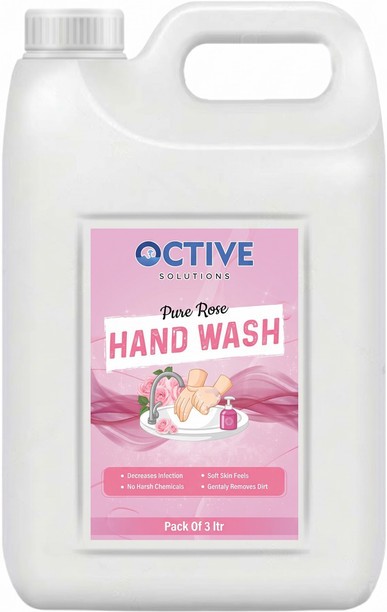 OCTIVE
SOLUTIONS
Pure Rose
HAND WASH
• Decreases Infection • Soft Skin Feels
• No Harsh Chemicals • Gentaly Removes Dirt
Pack Of 3 ltr